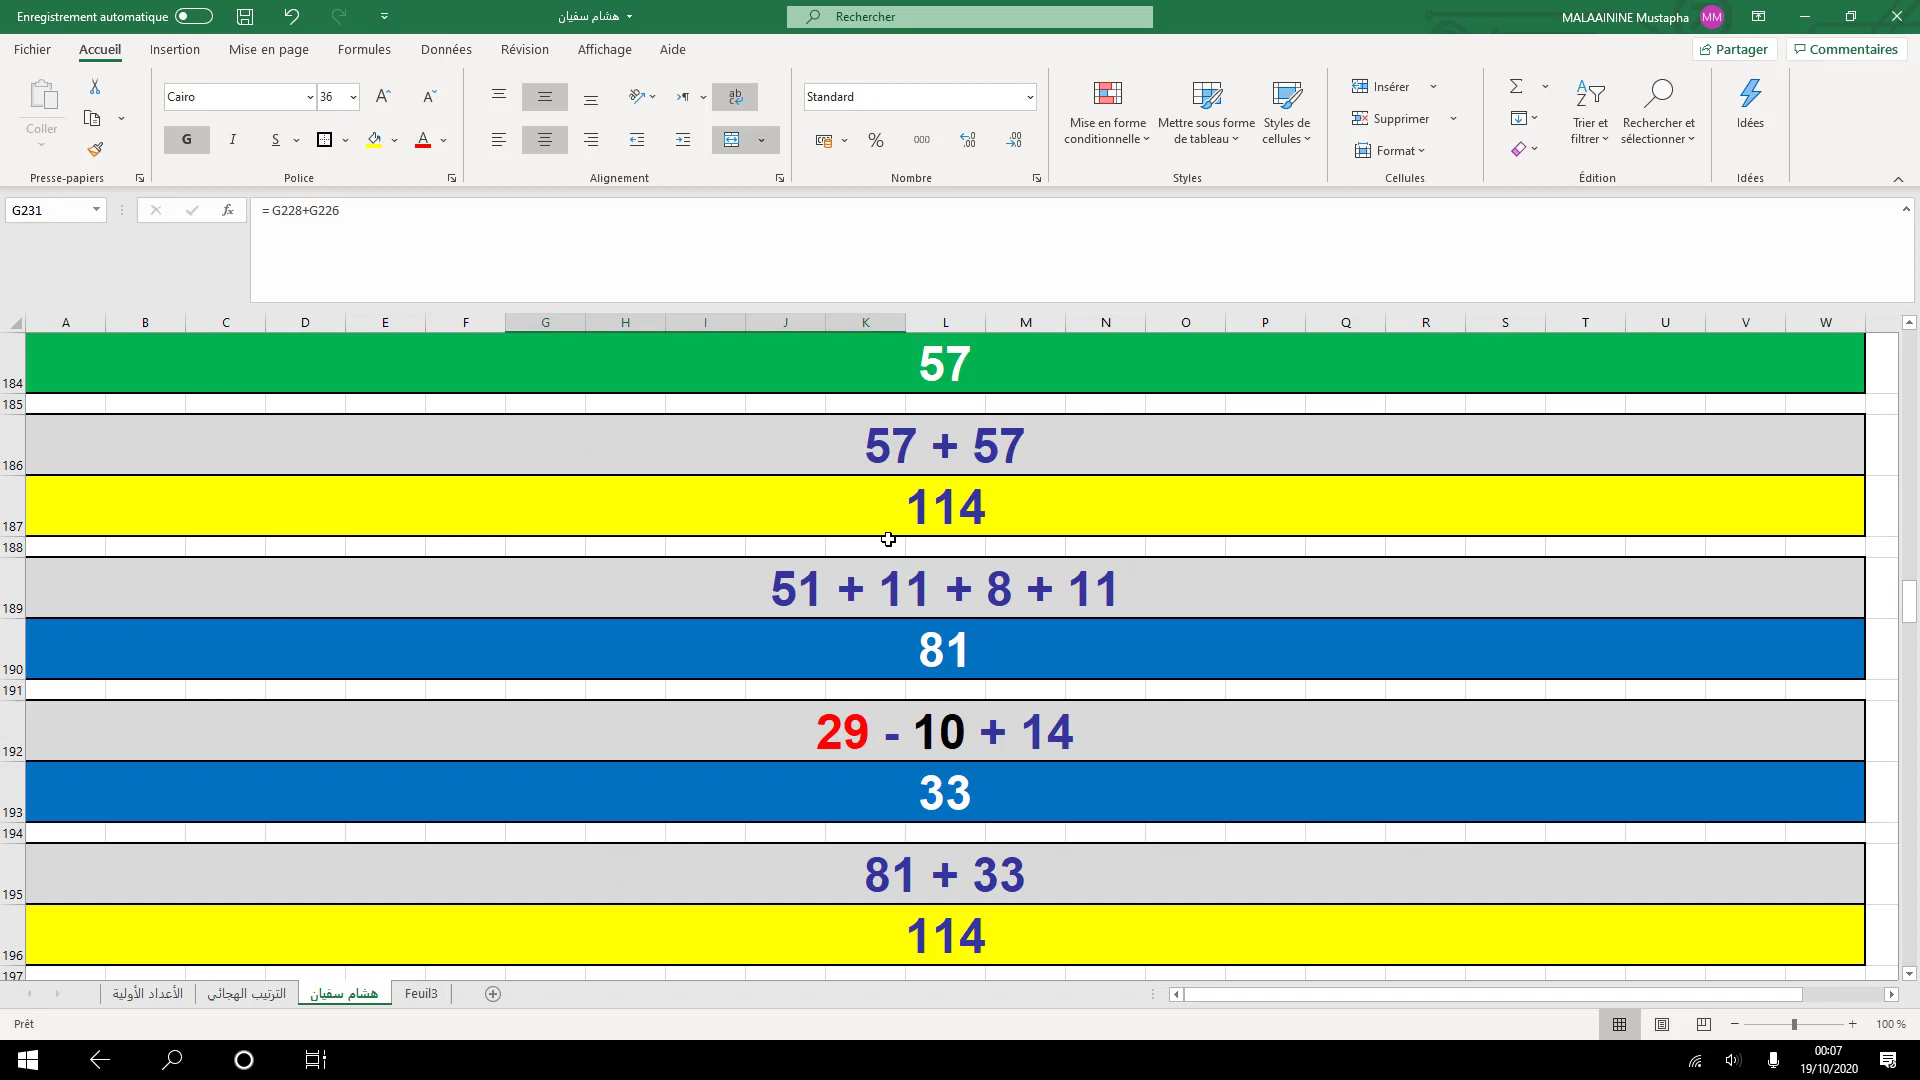 Enregistrement automatique
هشام سفيان
Rechercher
MALAAININE Mustapha MM
Fichier Accueil Insertion Mise en page Formules Données Révision Affichage Aide
Partager Commentaires
Coller
Presse-papiers
Cairo 36
G I S
Police
Alignement
Standard
% 000
Nombre
Mise en forme conditionnelle
Mettre sous forme de tableau
Styles de cellules
Styles
Insérer
Supprimer
Format
Cellules
Trier et filtrer
Rechercher et sélectionner
Édition
Idées
Idées
G231 fx = G228+G226
A B C D E F G H I J K L M N O P Q R S T U V W
184 57
185
186 57 + 57
187 114
188
189 51 + 11 + 8 + 11
190 81
191
192 29 - 10 + 14
193 33
194
195 81 + 33
196 114
197
الأعداد الأولية الترتيب الهجائي هشام سفيان Feuil3
Prêt
100 %
00:07
19/10/2020